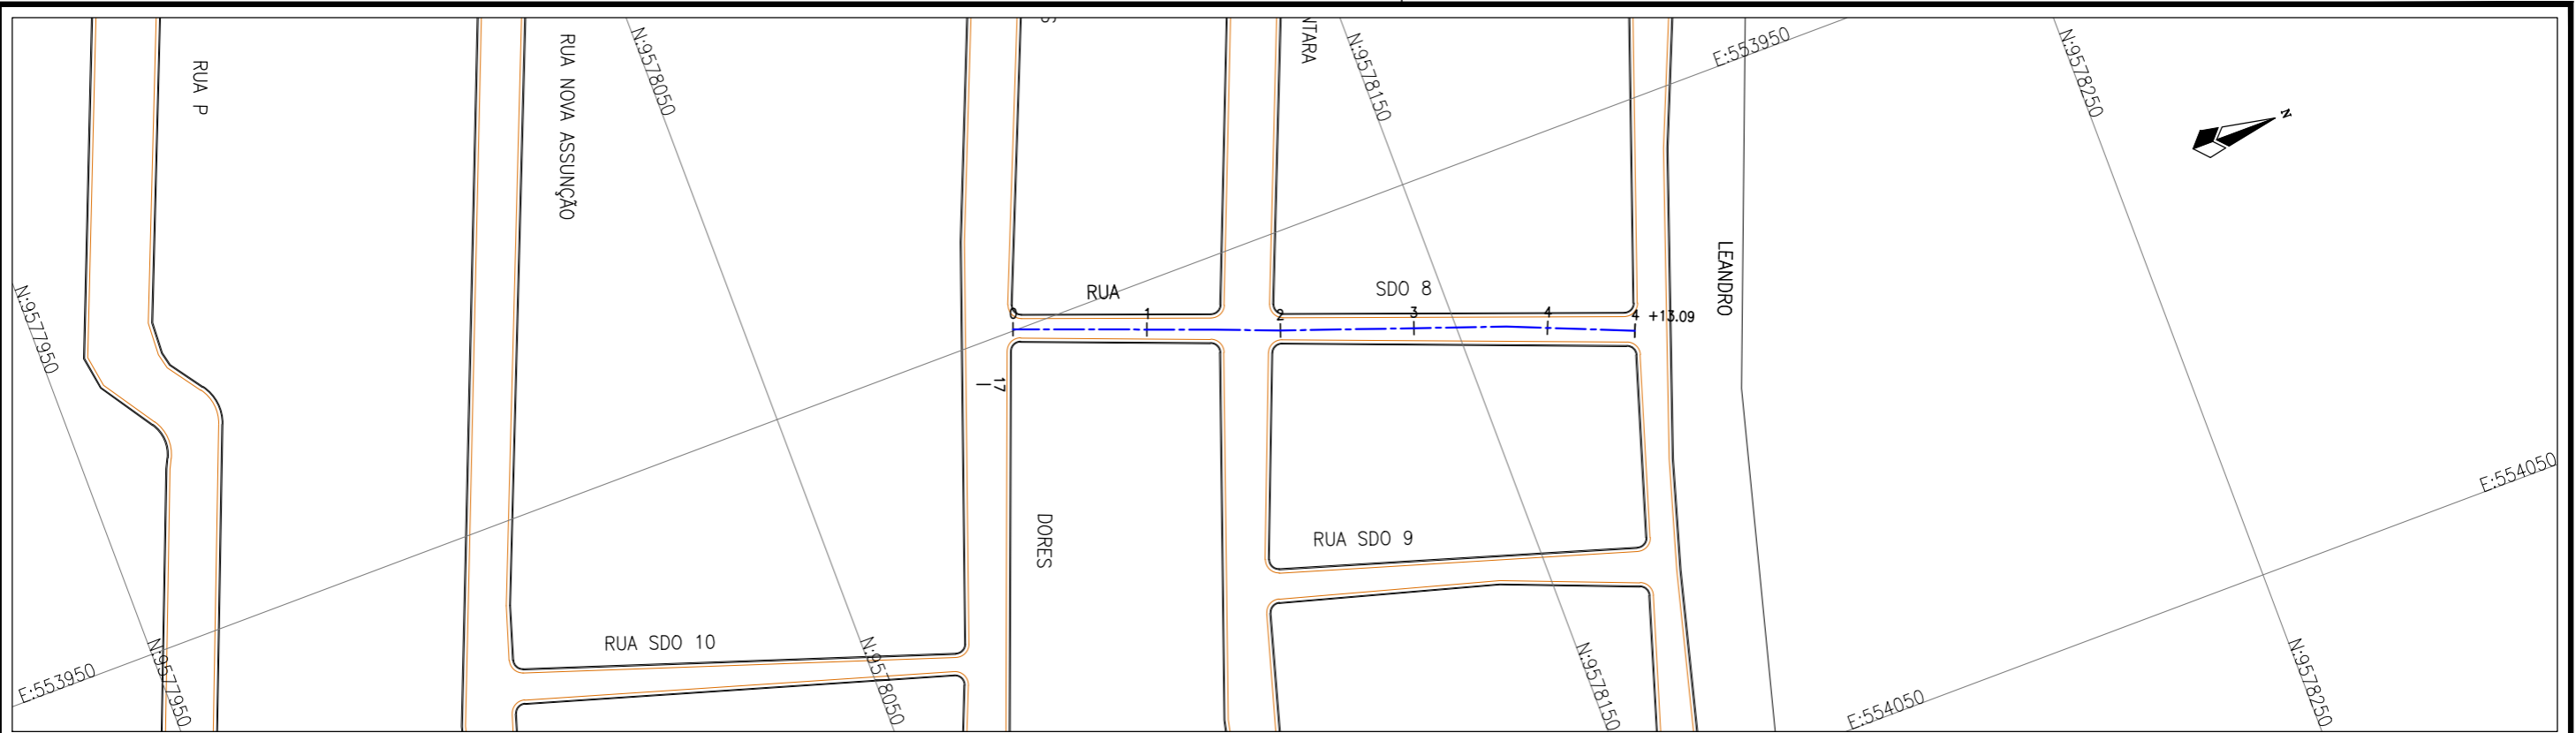 RUA P
RUA NOVA ASSUNÇÃO
N:9578050
NTARA
N:9578150
E:553950
N:9578250
N
N:9577950
RUA
SDO 8
LEANDRO
0
1
2
3
4
4 +13.09
17
DORES
RUA SDO 9
E:554050
RUA SDO 10
E:553950
N:9577950
N:9578050
N:9578150
E:554050
N:9578250